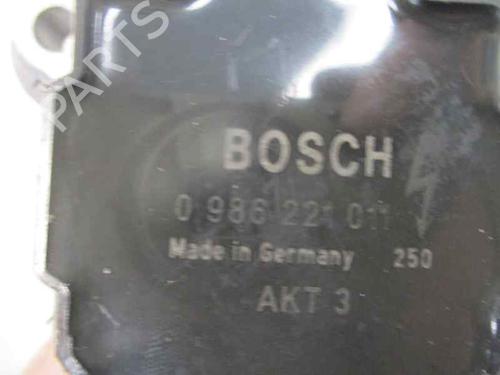 PARTS
BOSCH
0 986 221 011
Made in Germany 250
AKT 3